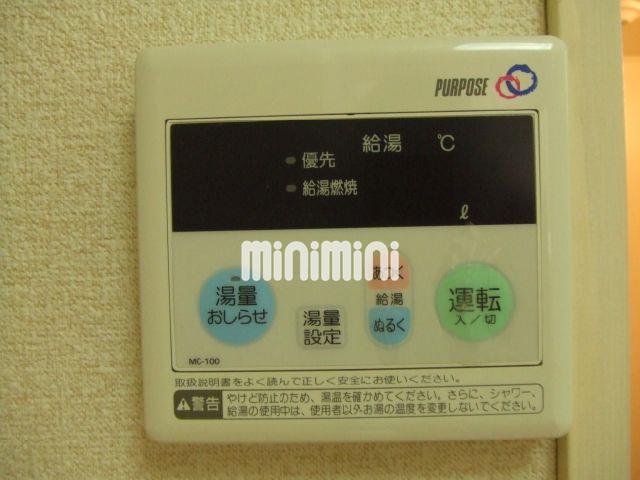 PURPOSE
給湯 ℃
優先
給湯燃焼
ℓ
minimini
湯量
おしらせ
湯量
設定
あつく
給湯
ぬるく
運転
入／切
MC-100
取扱説明書をよく読んで正しく安全にお使いください。
警告
やけど防止のため、湯温を確かめてください。さらに、シャワー、
給湯の使用中は、使用者以外お湯の温度を変更しないでください。